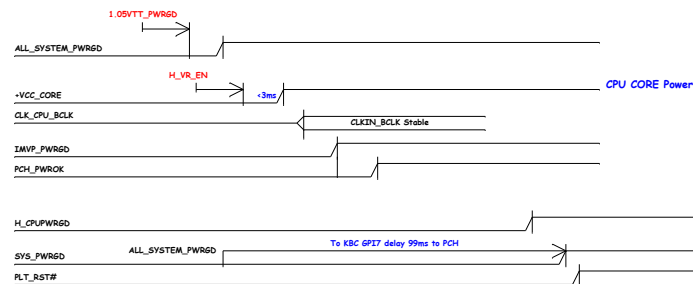 1.05VTT_PWRGD
ALL_SYSTEM_PWRGD
H_VR_EN
+VCC_CORE
<3ms
CPU CORE Power
CLK_CPU_BCLK
CLKIN_BCLK Stable
IMVP_PWRGD
PCH_PWROK
H_CPUPWRGD
ALL_SYSTEM_PWRGD
To KBC GPI7 delay 99ms to PCH
SYS_PWRGD
PLT_RST#